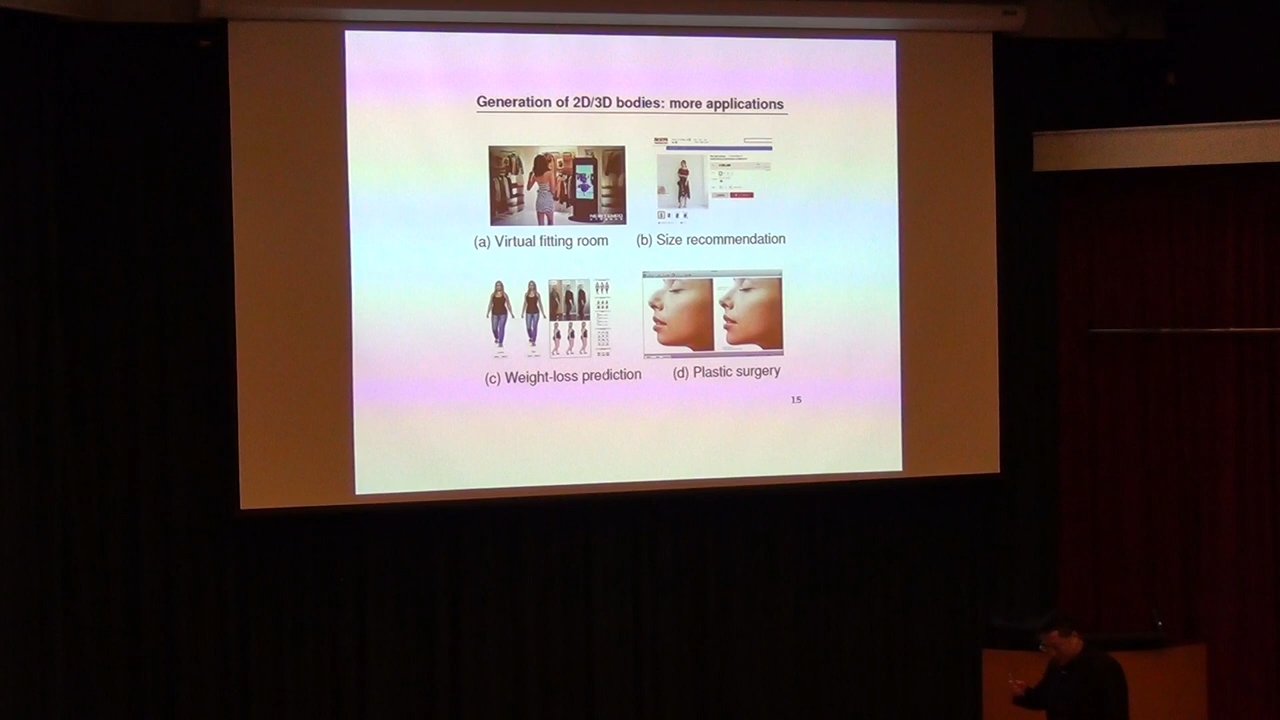 Generation of 2D/3D bodies: more applications
(a) Virtual fitting room
(b) Size recommendation
(c) Weight-loss prediction
(d) Plastic surgery
15